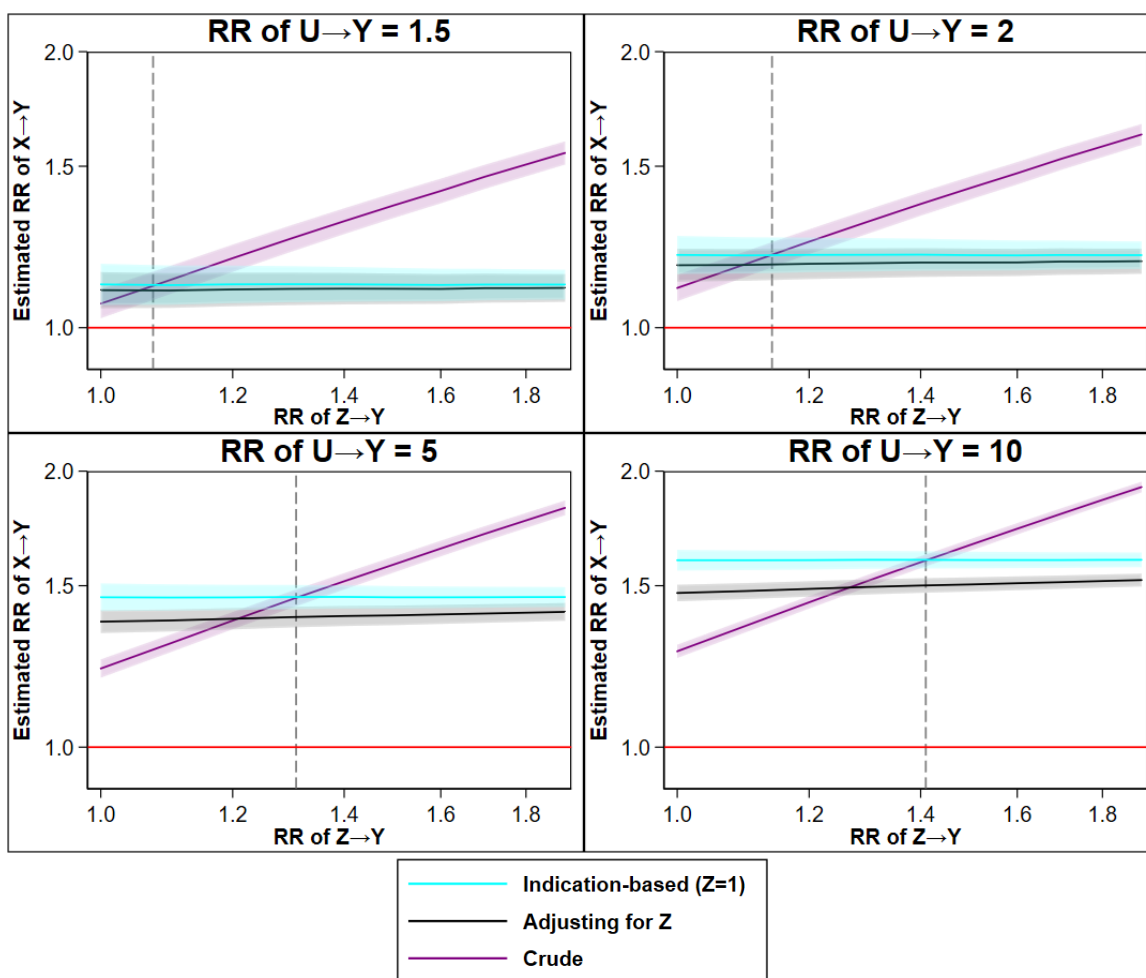 RR of U→Y = 1.5
Estimated RR of X→Y
2.0
1.5
1.0
1.0 1.2 1.4 1.6 1.8
RR of Z→Y
RR of U→Y = 2
Estimated RR of X→Y
2.0
1.5
1.0
1.0 1.2 1.4 1.6 1.8
RR of Z→Y
RR of U→Y = 5
Estimated RR of X→Y
2.0
1.5
1.0
1.0 1.2 1.4 1.6 1.8
RR of Z→Y
RR of U→Y = 10
Estimated RR of X→Y
2.0
1.5
1.0
1.0 1.2 1.4 1.6 1.8
RR of Z→Y
Indication-based (Z=1)
Adjusting for Z
Crude